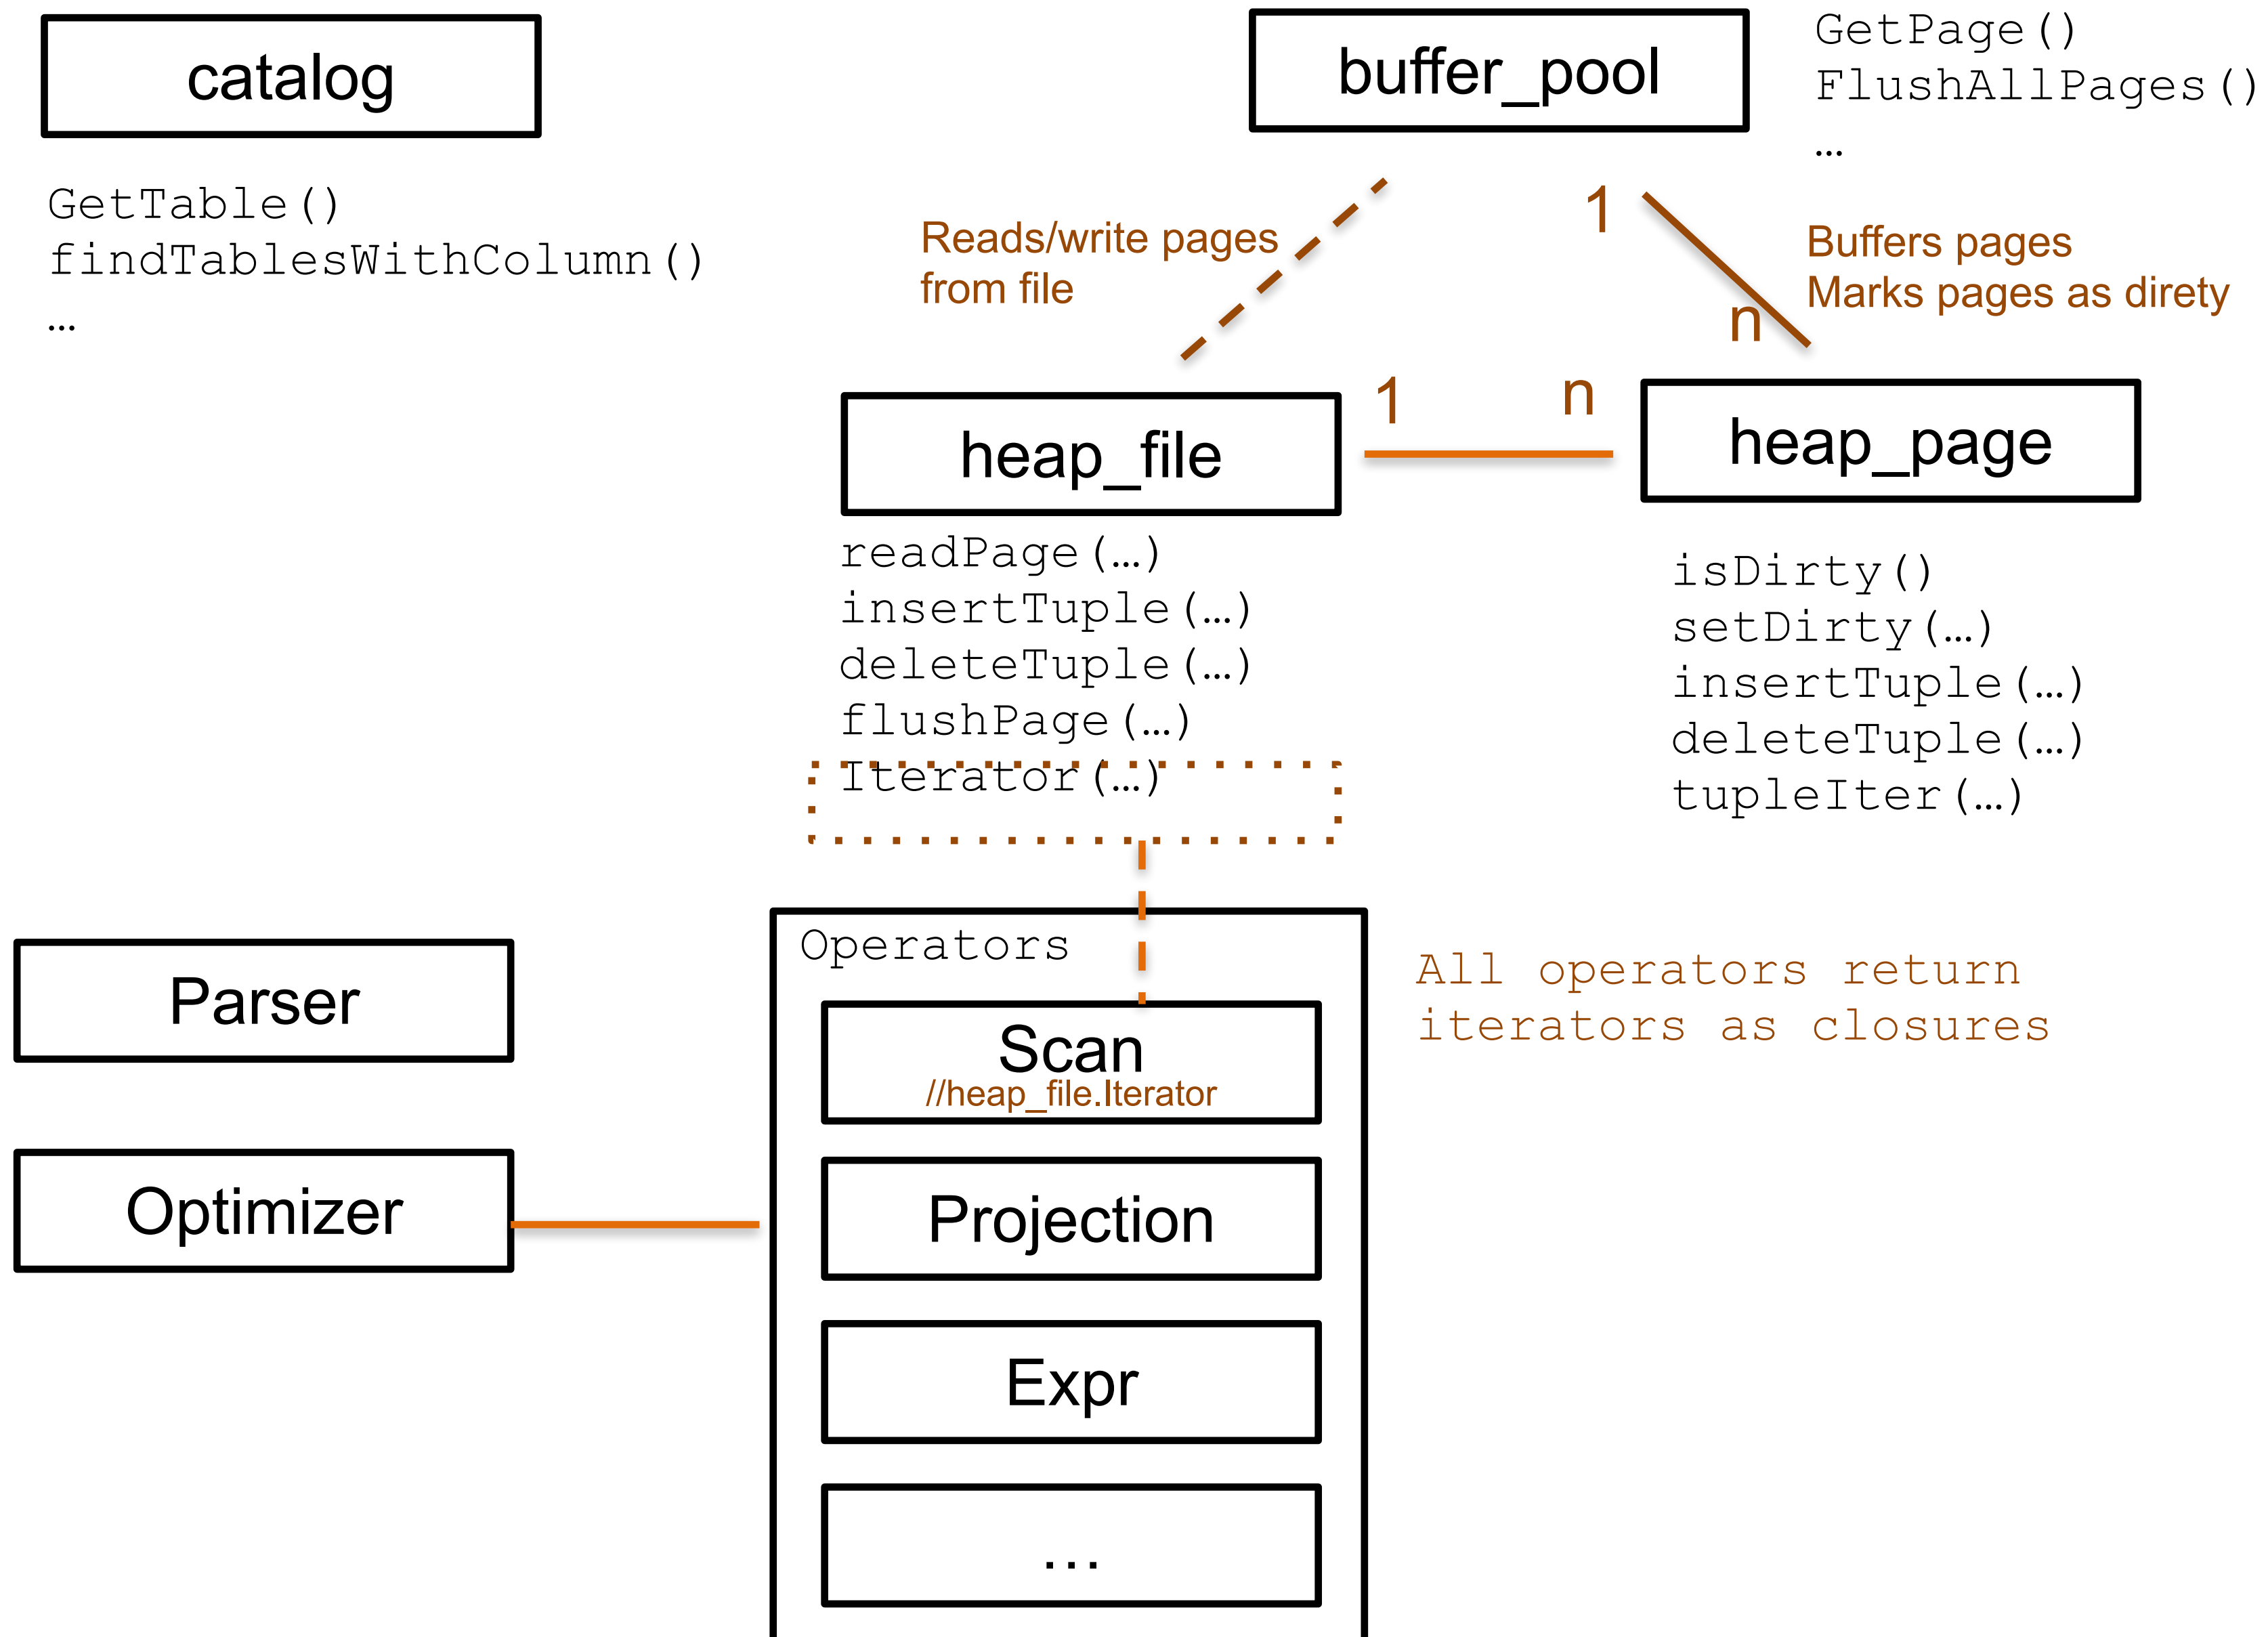 catalog
GetTable()
findTablesWithColumn()
…
buffer_pool
GetPage()
FlushAllPages()
…
Reads/write pages
from file
1
n
Buffers pages
Marks pages as direty
heap_file
1
n
heap_page
readPage(…)
insertTuple(…)
deleteTuple(…)
flushPage(…)
Iterator(…)
isDirty()
setDirty(…)
insertTuple(…)
deleteTuple(…)
tupleIter(…)
Parser
Optimizer
Operators
Scan
//heap_file.Iterator
Projection
Expr
…
All operators return
iterators as closures